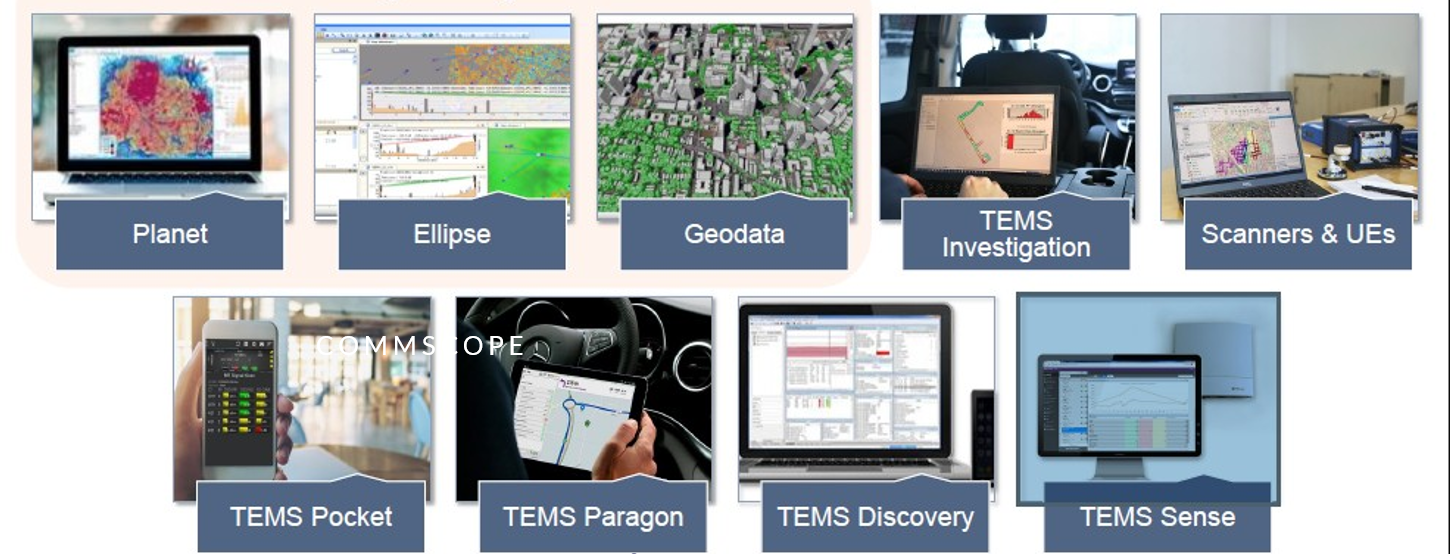 Planet
Ellipse
Geodata
TEMS
Investigation
Scanners & UEs
COMMSCOPE
TEMS Pocket
TEMS Paragon
TEMS Discovery
TEMS Sense